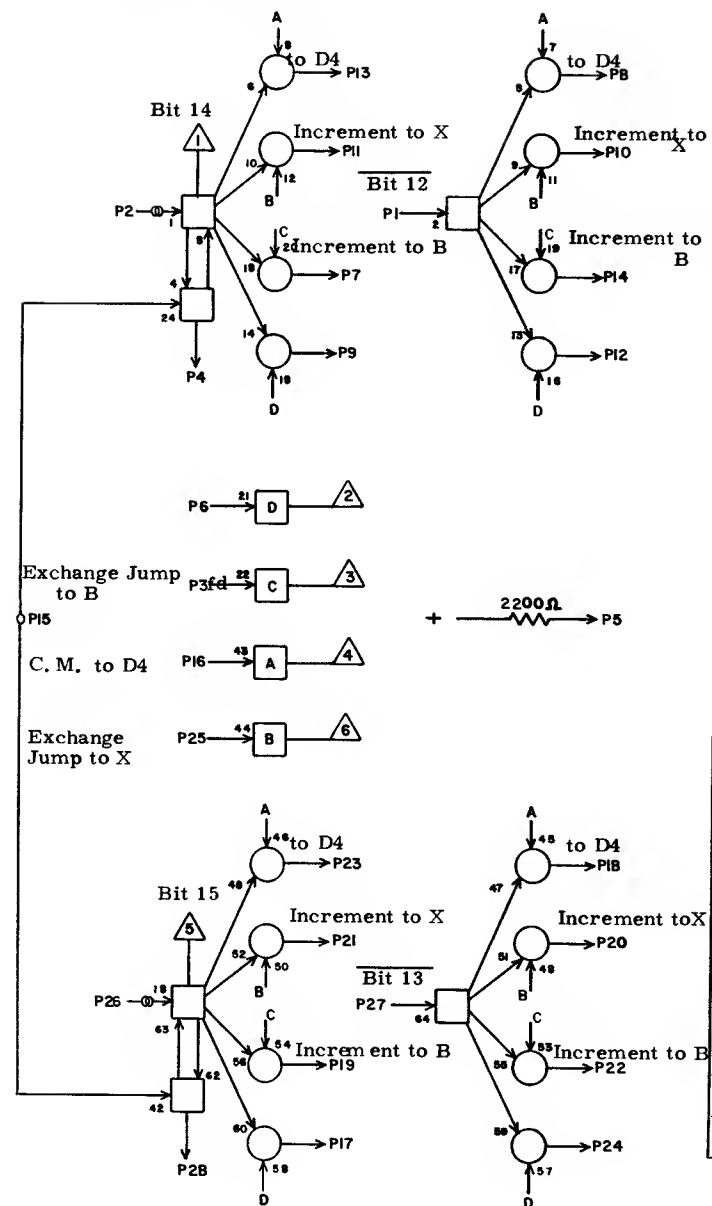 A
8
to D4
P13
6
Bit 14
1
Increment to X
P11
10
12
B
P2
1
C
20
Increment to B
P7
18
4
5
24
14
P9
P4
16
D
A
7
to D4
P8
5
Increment to
X
P10
9
11
B
Bit 12
P1
2
C
19
Increment to
B
17
P14
13
P12
16
D
P6
21
D
2
Exchange Jump
to B
P3fd
22
C
3
P15
+
2200Ω
P5
C. M. to D4
P16
43
A
4
Exchange
Jump to X
P25
44
B
6
A
46
to D4
P23
48
Bit 15
5
Increment to X
P21
52
50
B
P26
18
C
54
Increment to B
P19
56
63
62
42
60
P17
P28
58
D
A
45
to D4
P18
47
Increment to X
P20
51
49
B
Bit 13
P27
64
C
53
Increment to B
P22
55
59
P24
57
D